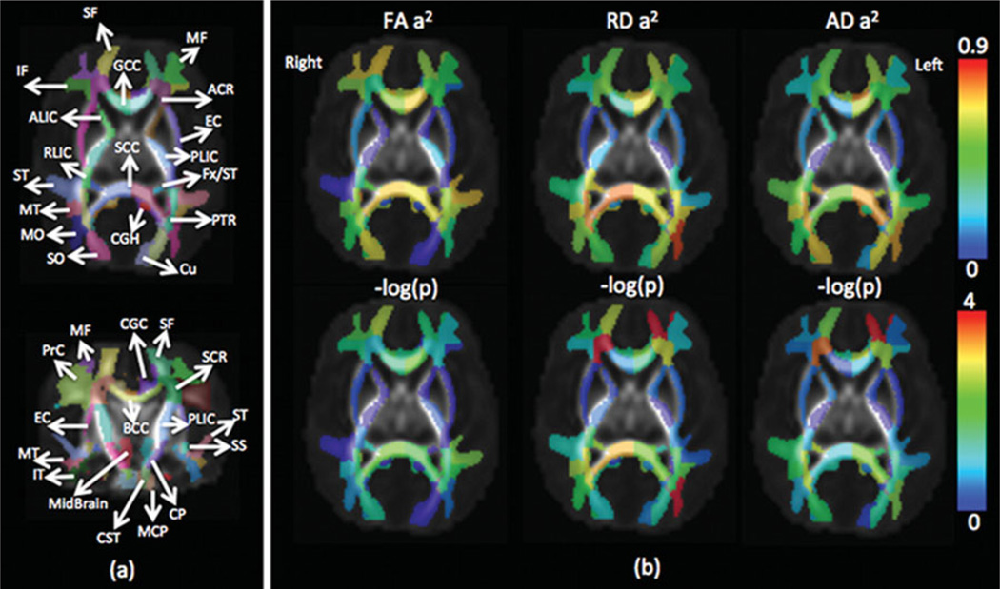 SF
MF
IF
GCC
ACR
ALIC
EC
RLIC
SCC
PLIC
ST
Fx/ST
MT
PTR
MO
CGH
SO
Cu
MF
CGC
SF
PrC
SCR
EC
BCC
PLIC
ST
MT
SS
IT
MidBrain
CP
CST
MCP
(a)
FA a²
RD a²
AD a²
0.9
Right
Left
0
-log(p)
-log(p)
-log(p)
4
0
(b)